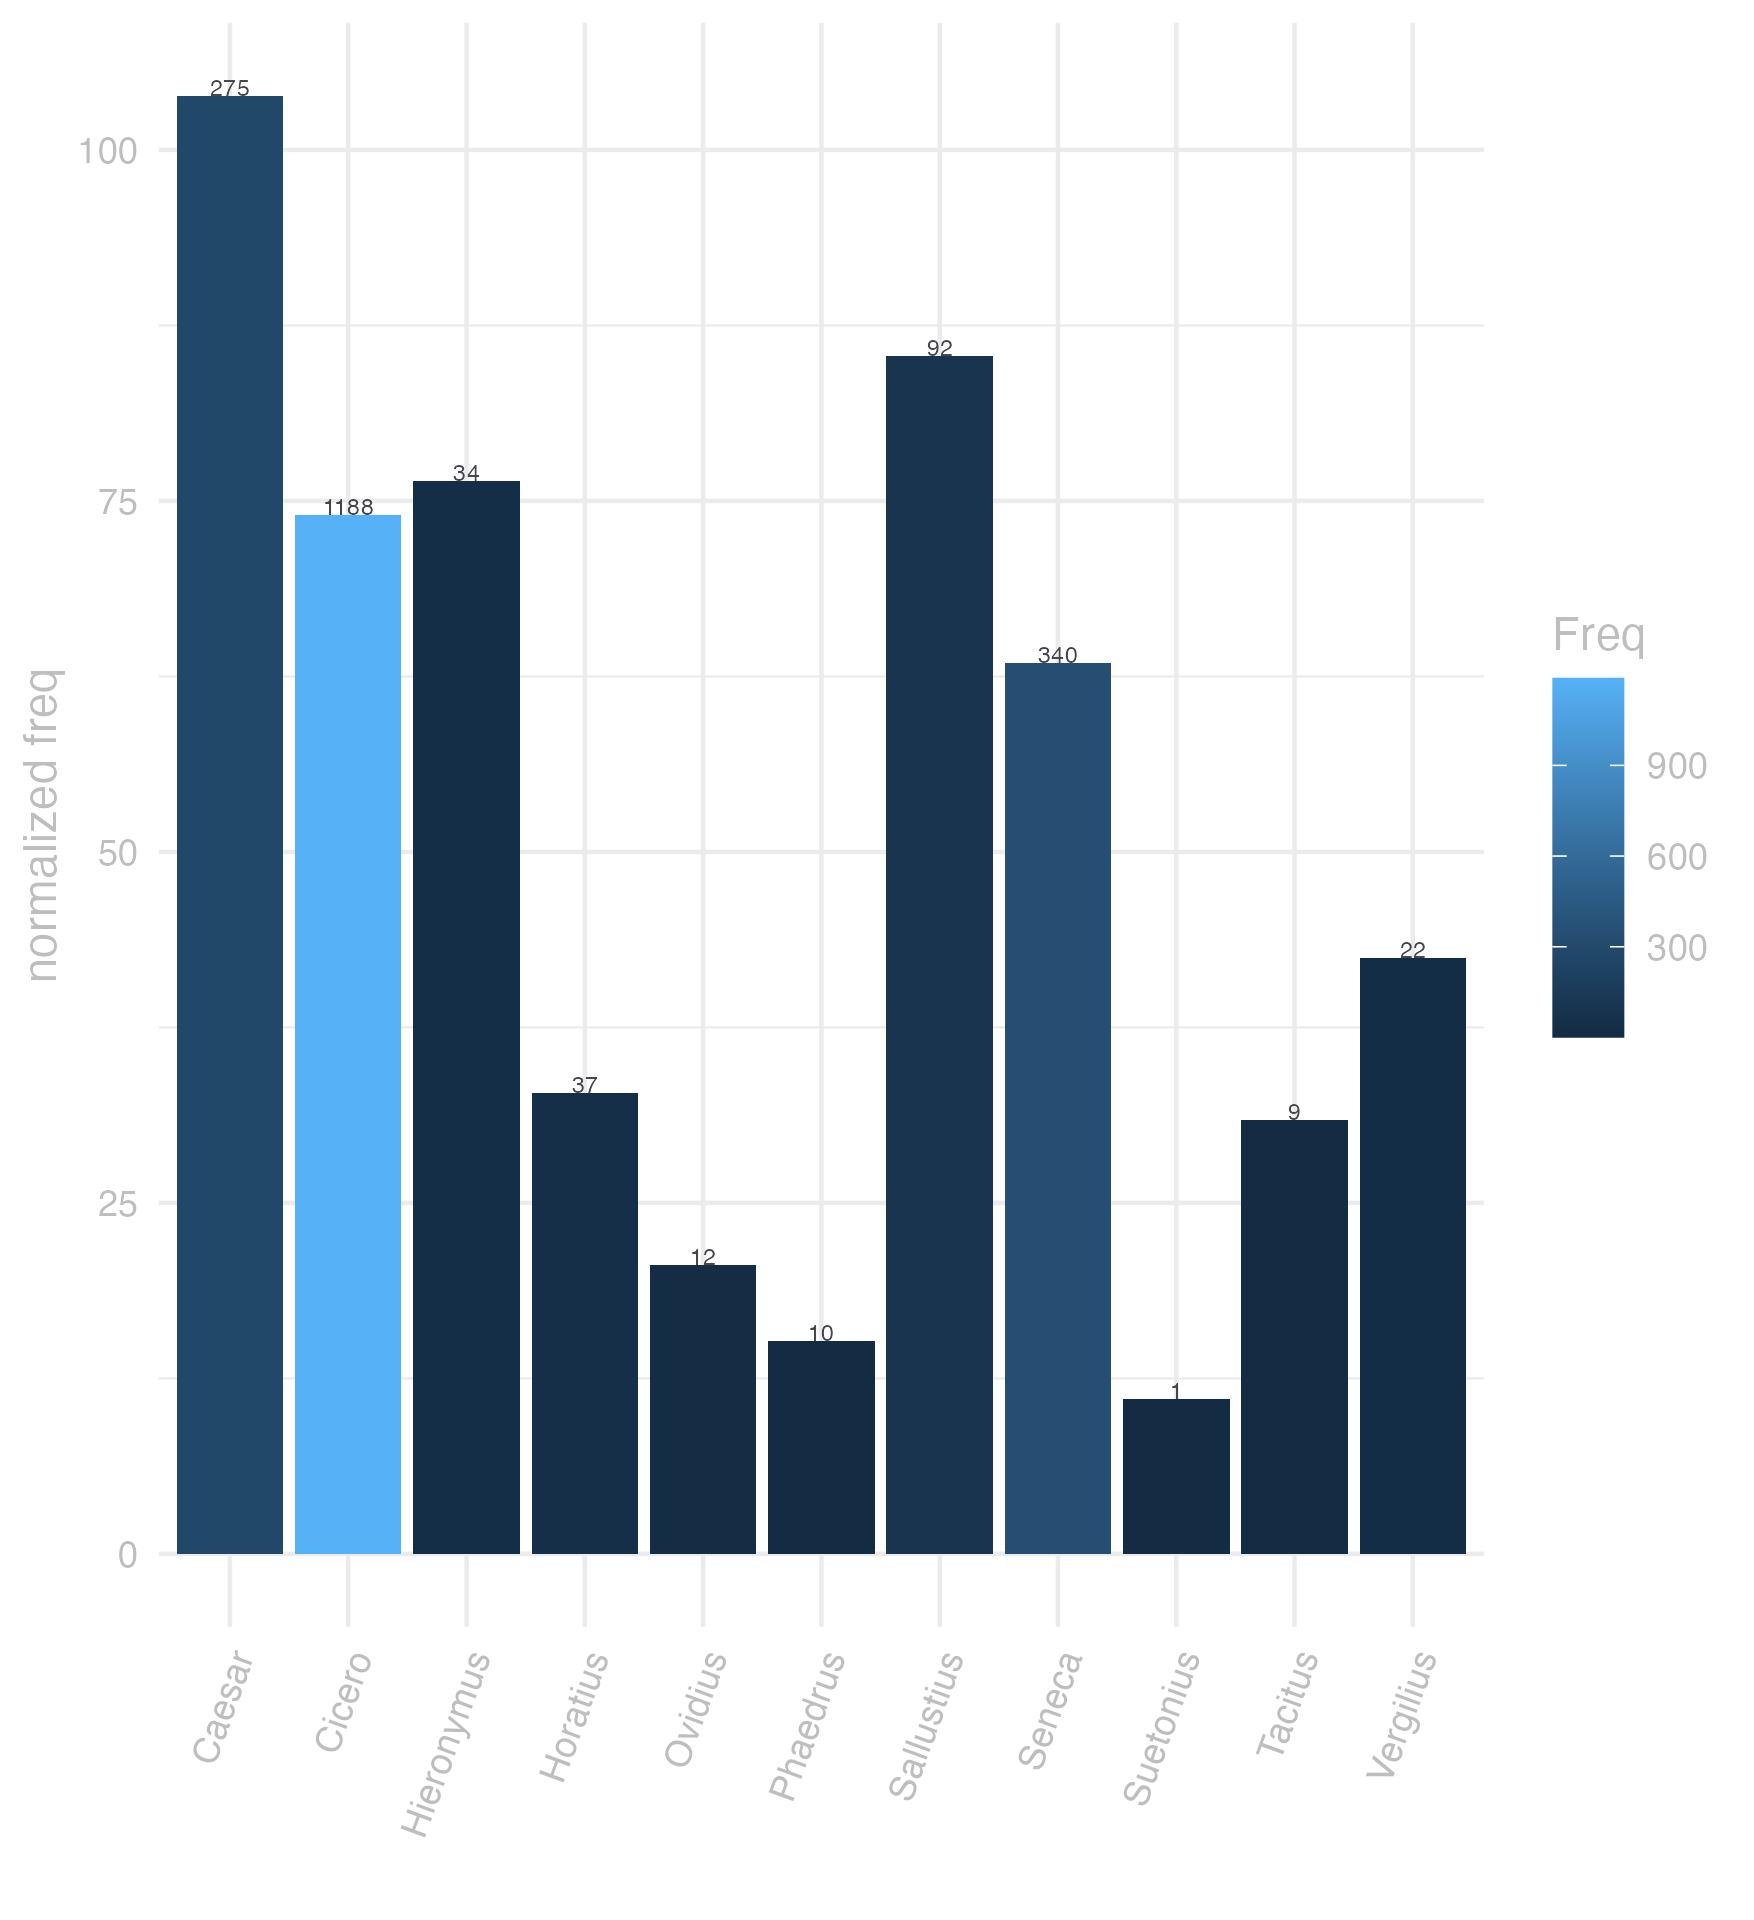 275
100
92
34
75
1188
340
Freq
normalized freq
900
50
600
22
300
37
9
25
12
10
1
0
Caesar
Cicero
Hieronymus
Horatius
Ovidius
Phaedrus
Sallustius
Seneca
Suetonius
Tacitus
Vergilius